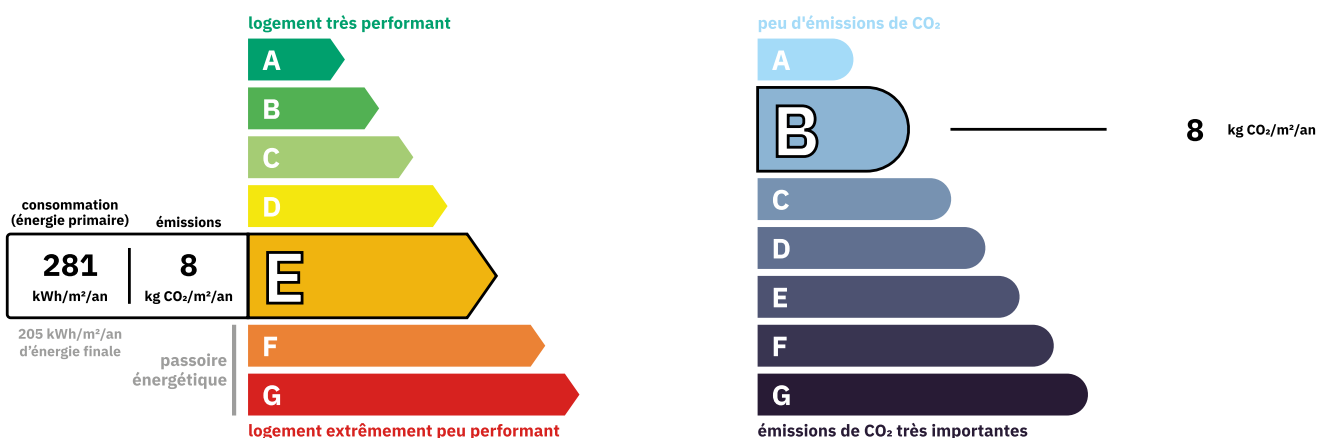 logement très performant
A
B
C
D
consommation
(énergie primaire)
émissions
281
kWh/m²/an
8
kg CO₂/m²/an
E
205 kWh/m²/an
d'énergie finale
passoire
énergétique
F
G
logement extrêmement peu performant
peu d'émissions de CO₂
A
B
8 kg CO₂/m²/an
C
D
E
F
G
émissions de CO₂ très importantes